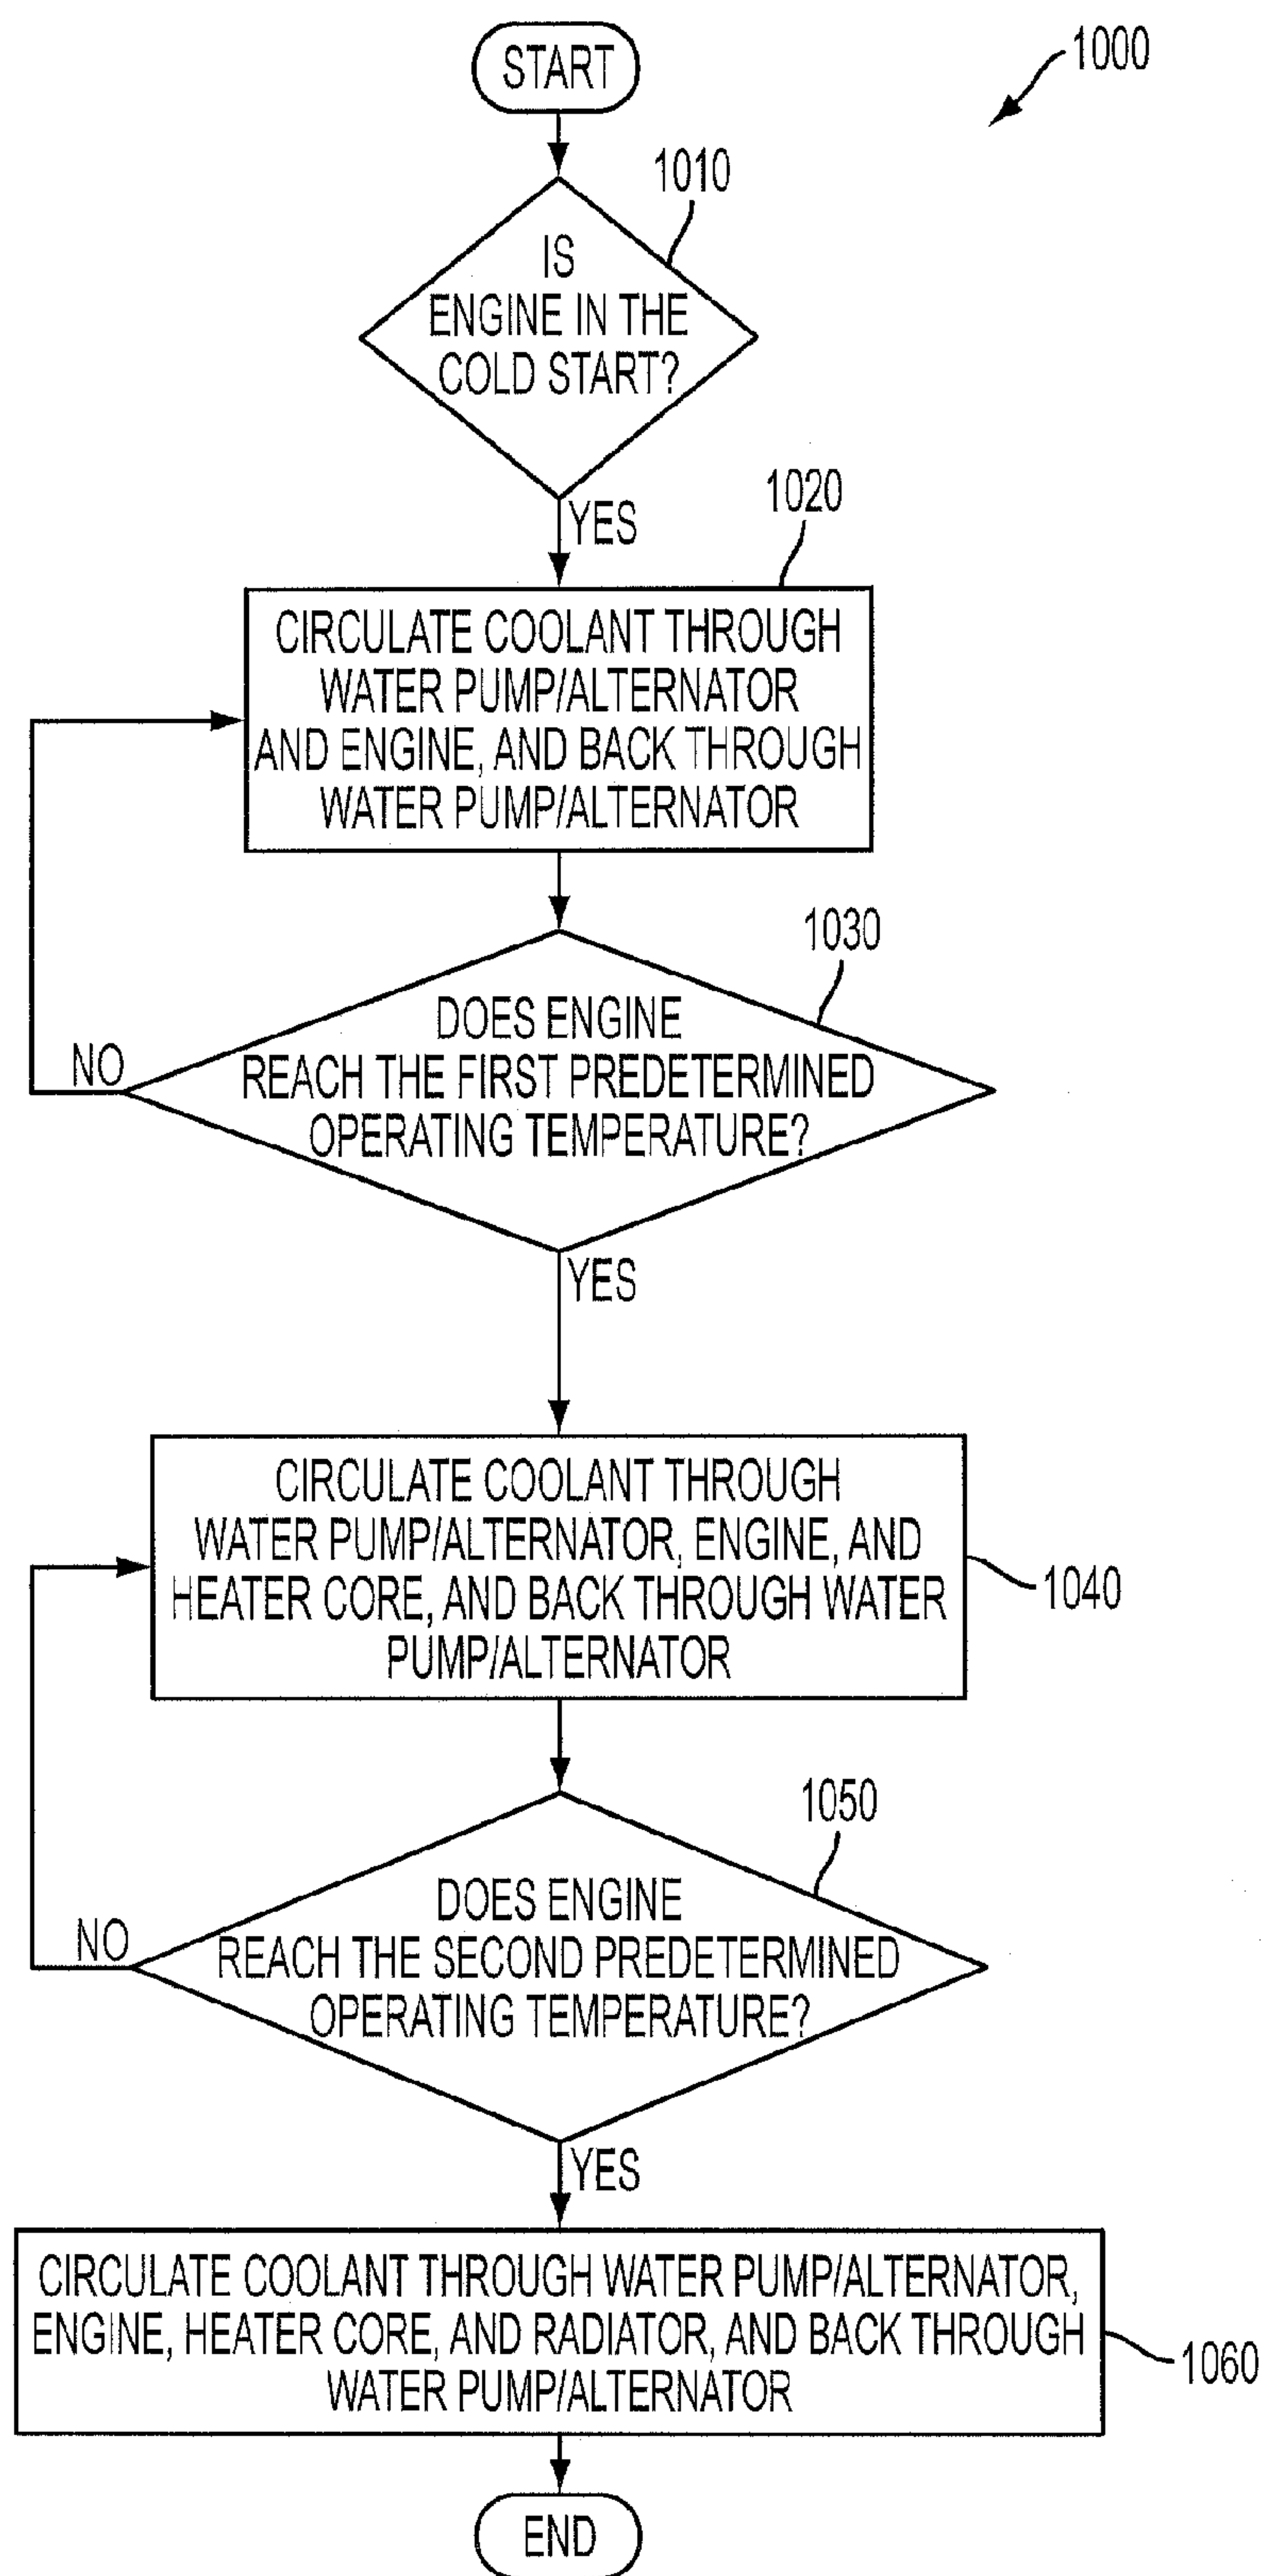 START
1000
1010
IS
ENGINE IN THE
COLD START?
YES
1020
CIRCULATE COOLANT THROUGH
WATER PUMP/ALTERNATOR
AND ENGINE, AND BACK THROUGH
WATER PUMP/ALTERNATOR
1030
DOES ENGINE
REACH THE FIRST PREDETERMINED
OPERATING TEMPERATURE?
NO
YES
CIRCULATE COOLANT THROUGH
WATER PUMP/ALTERNATOR, ENGINE, AND
HEATER CORE, AND BACK THROUGH WATER
PUMP/ALTERNATOR
1040
1050
DOES ENGINE
REACH THE SECOND PREDETERMINED
OPERATING TEMPERATURE?
NO
YES
CIRCULATE COOLANT THROUGH WATER PUMP/ALTERNATOR,
ENGINE, HEATER CORE, AND RADIATOR, AND BACK THROUGH
WATER PUMP/ALTERNATOR
1060
END